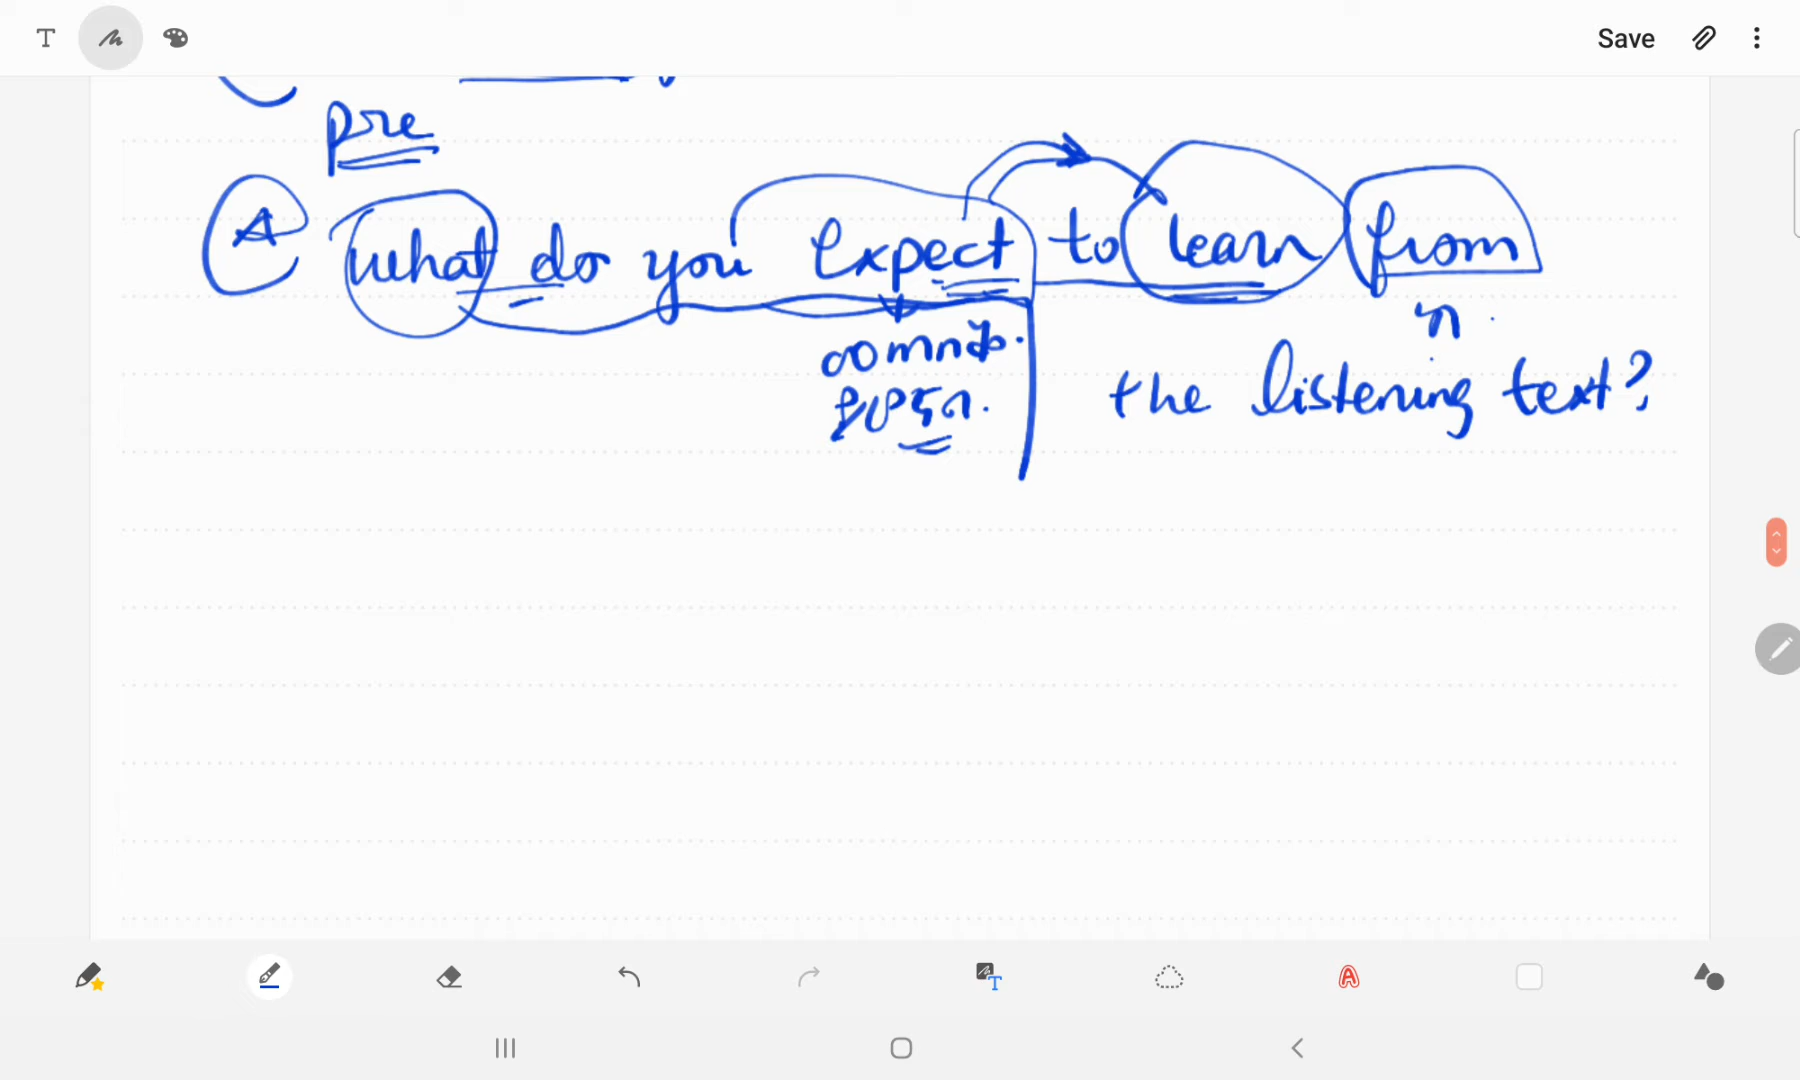 Save
pre
A What do you Expect to learn from
the listening text?